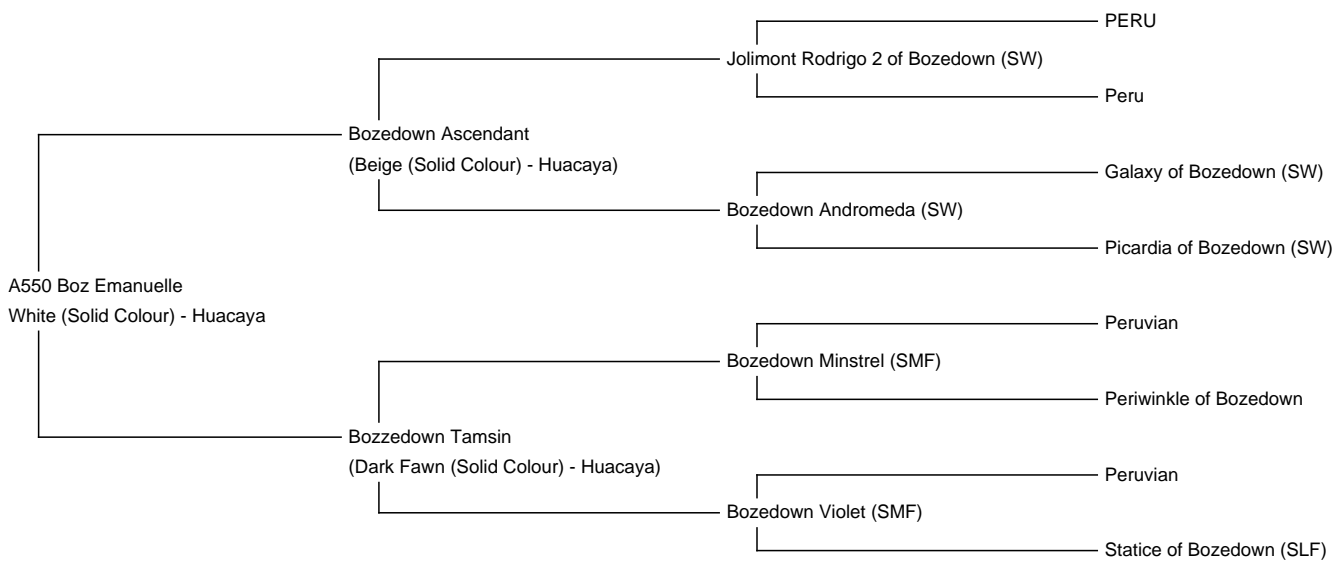 PERU
Jolimont Rodrigo 2 of Bozedown (SW)
Peru
Bozedown Ascendant
(Beige (Solid Colour) - Huacaya)
Galaxy of Bozedown (SW)
Bozedown Andromeda (SW)
Picardia of Bozedown (SW)
A550 Boz Emanuelle
White (Solid Colour) - Huacaya
Peruvian
Bozedown Minstrel (SMF)
Periwinkle of Bozedown
Bozzedown Tamsin
(Dark Fawn (Solid Colour) - Huacaya)
Peruvian
Bozedown Violet (SMF)
Statice of Bozedown (SLF)